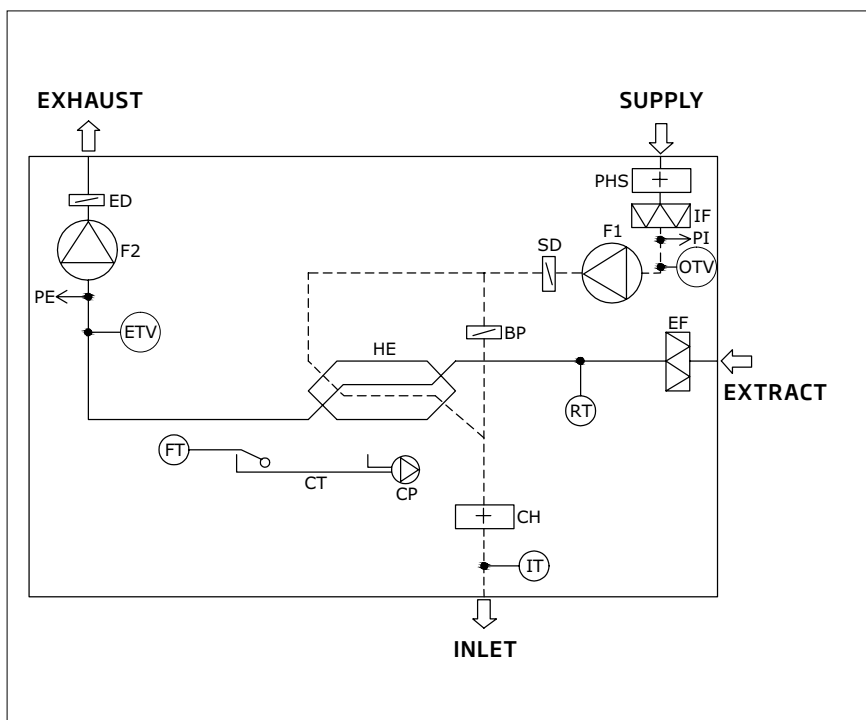 EXHAUST
SUPPLY
PHS
ED
IF
F1
PI
F2
SD
OTV
PE
EF
ETV
BP
HE
EXTRACT
RT
FT
CT
CP
CH
IT
INLET